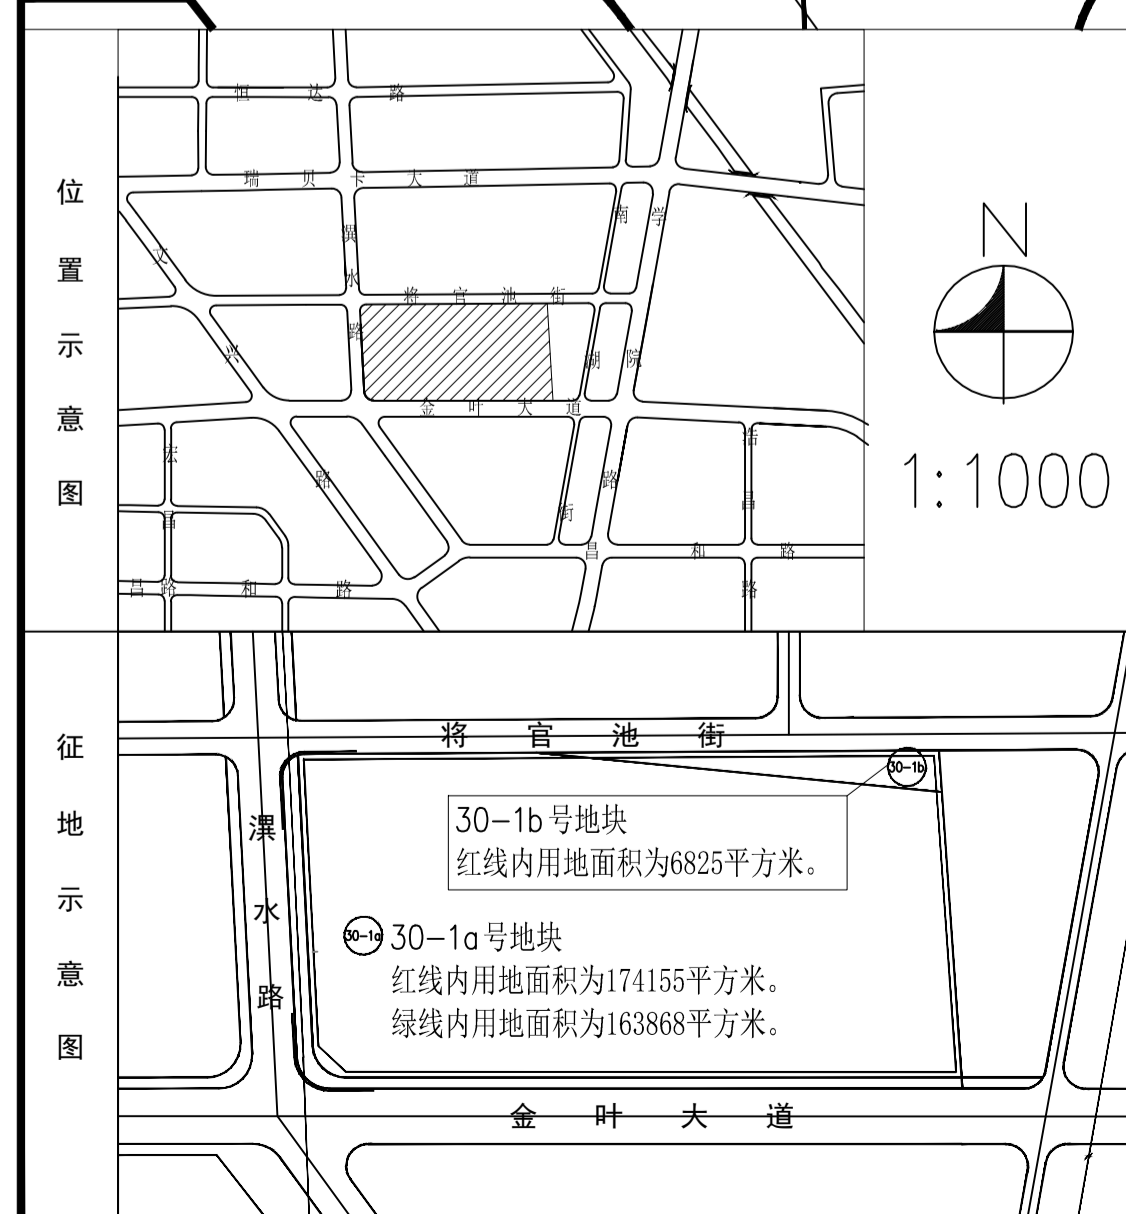 位置示意图
恒达路
瑞贝卡大道
南
学
文
潩水路
将官池街
兴
湖
院
金叶大道
宏
路
路
浩
昌
昌
街
昌和路
昌
路
和
路
路
N
1:1000
征地示意图
将官池街
30-1b
30-1b号地块
红线内用地面积为6825平方米。
潩水路
30-1a
30-1a号地块
红线内用地面积为174155平方米。
绿线内用地面积为163868平方米。
金叶大道